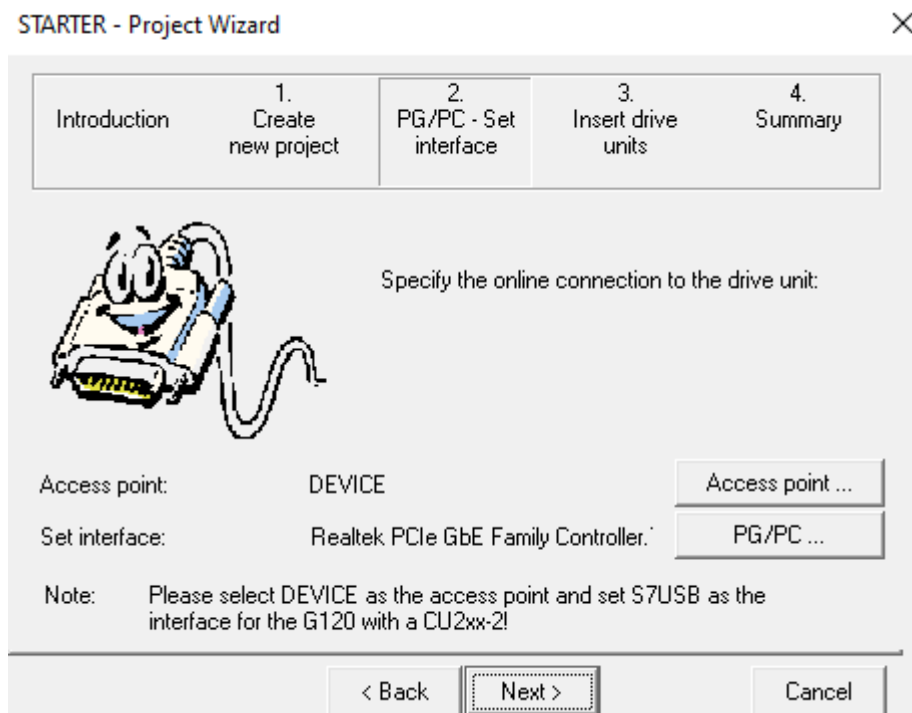 STARTER - Project Wizard
Introduction
1.
Create
new project
2.
PG/PC - Set
interface
3.
Insert drive
units
4.
Summary
Specify the online connection to the drive unit:
Access point:
DEVICE
Access point ...
Set interface:
Realtek PCIe GbE Family Controller.
PG/PC ...
Note:
Please select DEVICE as the access point and set S7USB as the
interface for the G120 with a CU2xx-2!
< Back
Next >
Cancel